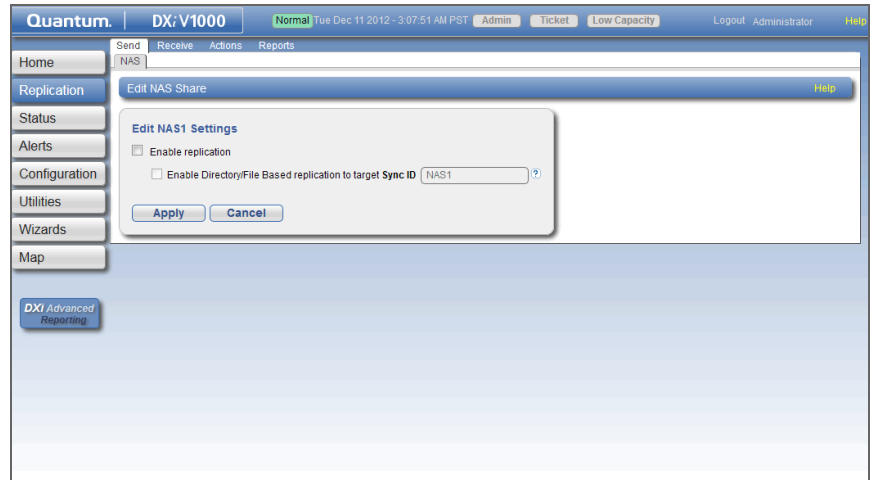 Quantum. DXi V1000 Normal Tue Dec 11 2012 - 3:07:51 AM PST Admin Ticket Low Capacity Logout Administrator Help
Send Receive Actions Reports
NAS
Home
Replication
Status
Alerts
Configuration
Utilities
Wizards
Map
DXi Advanced
Reporting
Edit NAS Share Help
Edit NAS1 Settings
Enable replication
Enable Directory/File Based replication to target Sync ID NAS1 ?
Apply Cancel